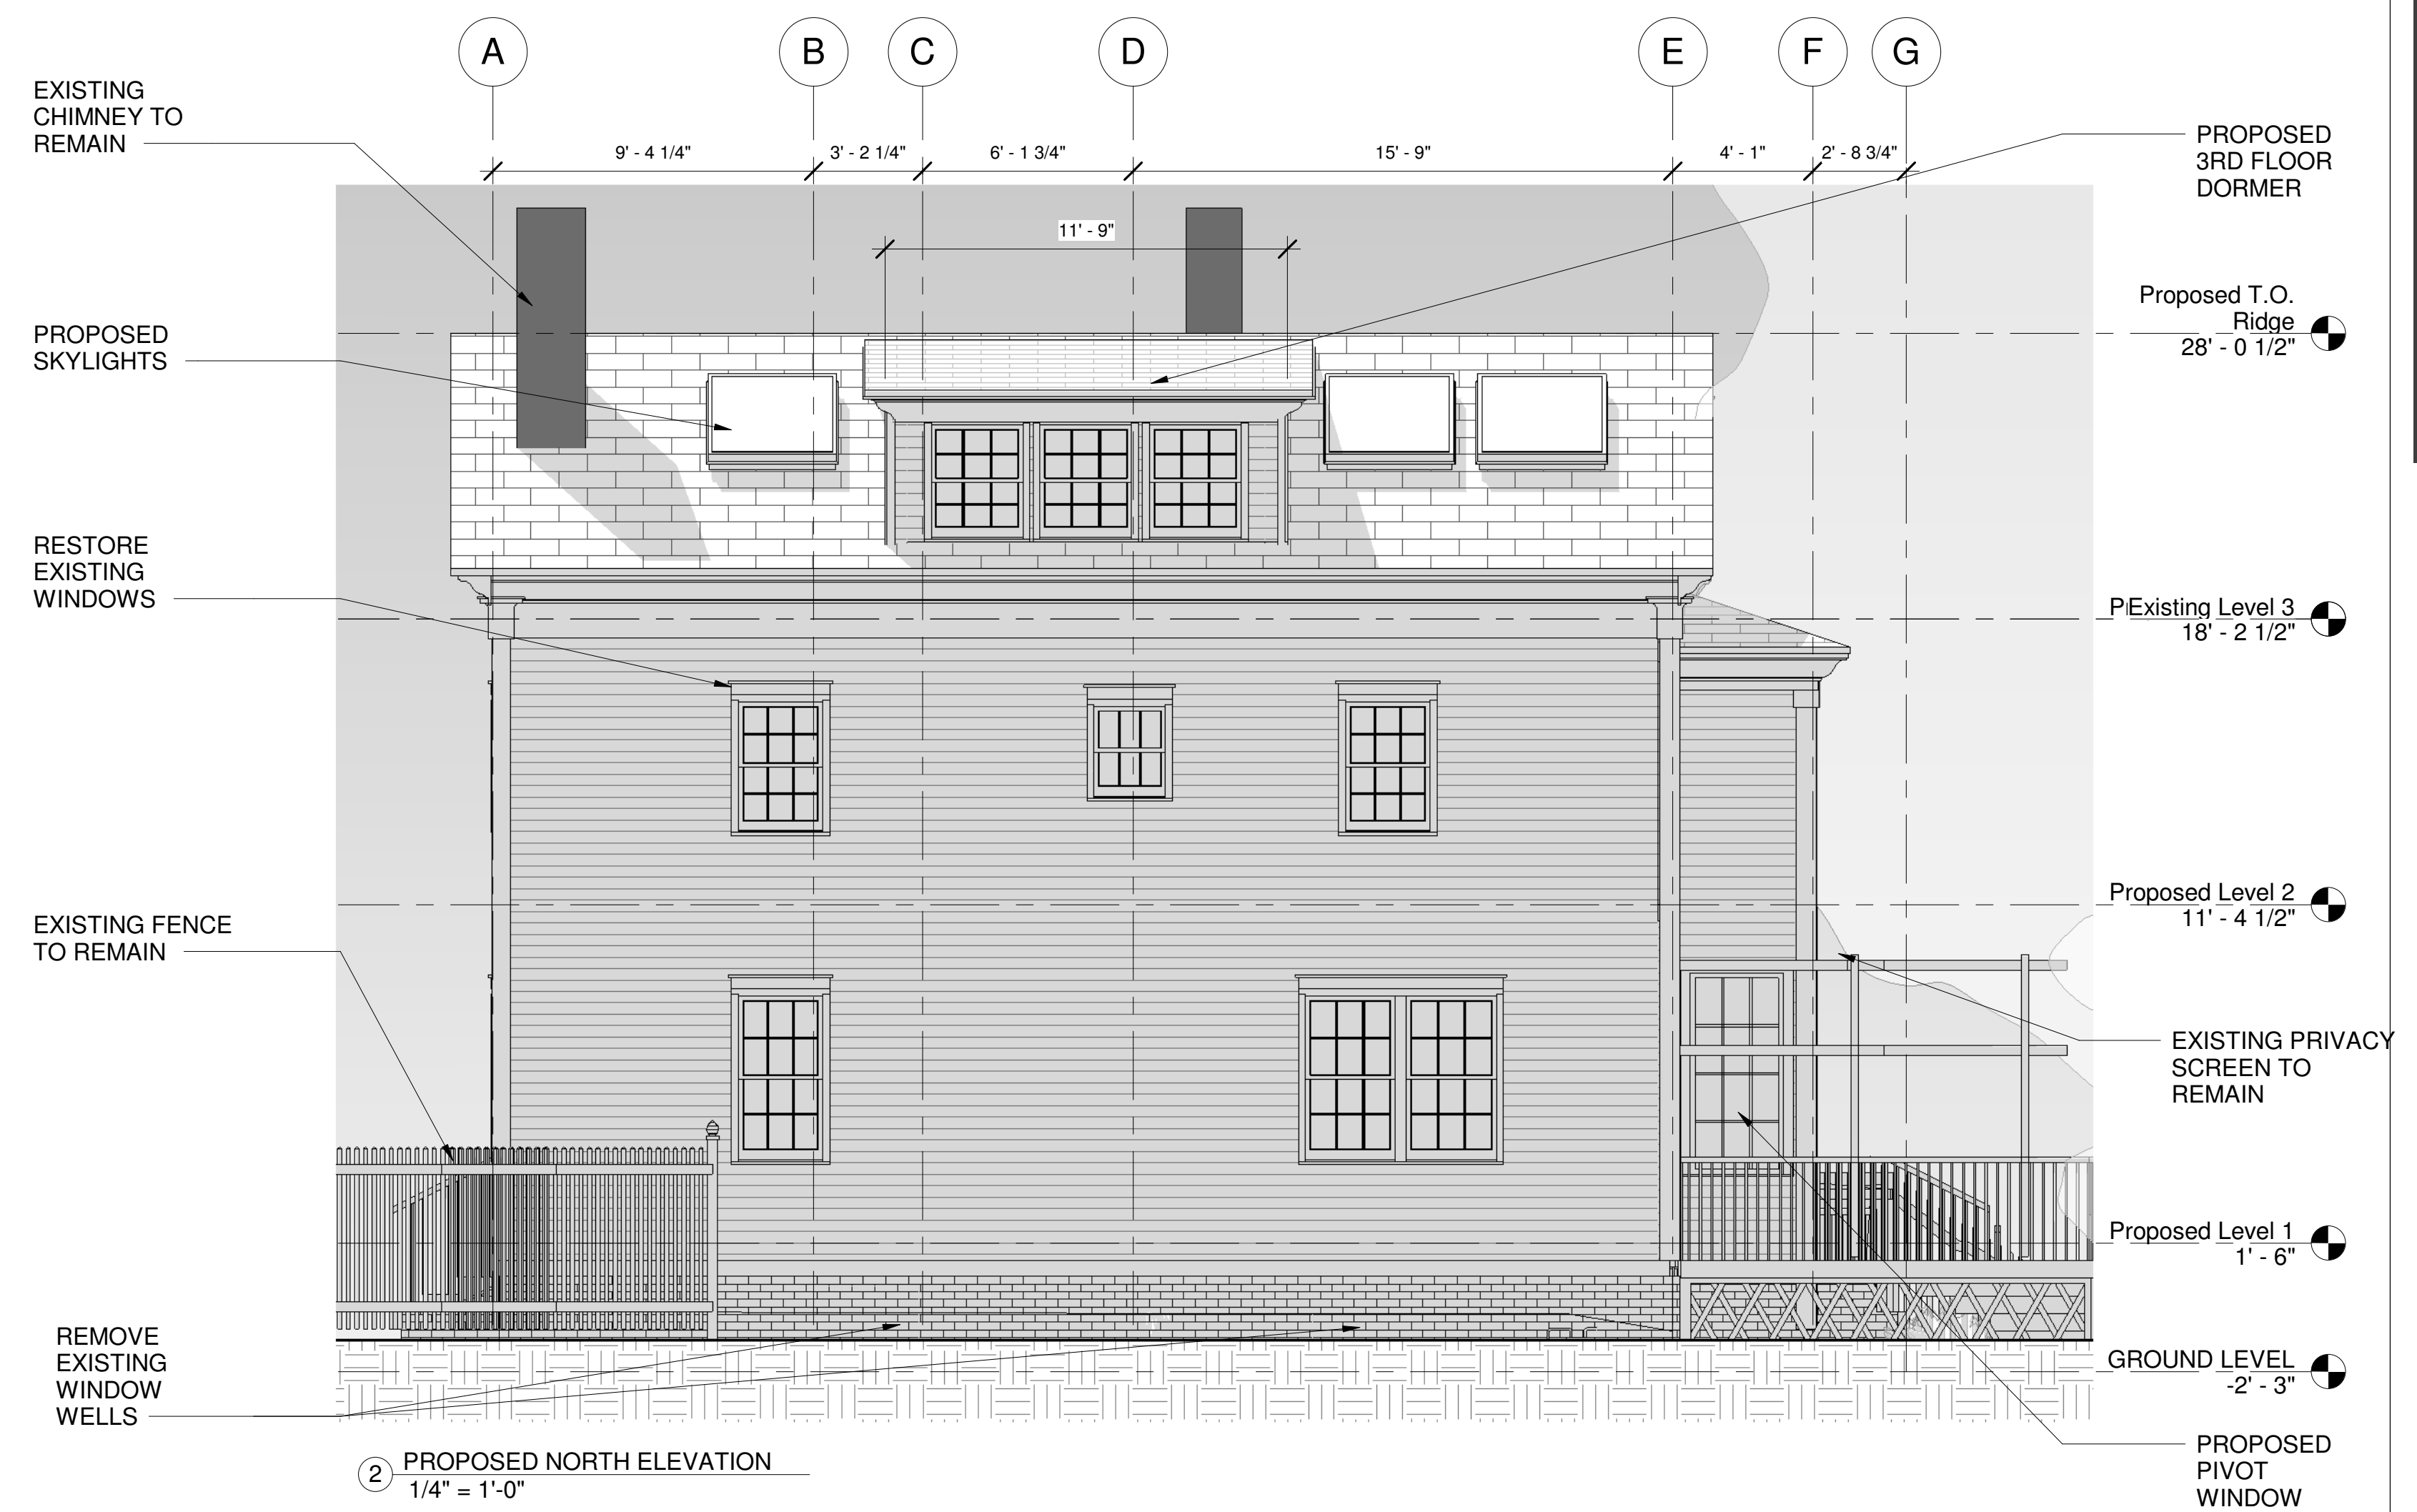 A
B
C
D
E
F
G
EXISTING
CHIMNEY TO
REMAIN
PROPOSED
3RD FLOOR
DORMER
9' - 4 1/4"
3' - 2 1/4"
6' - 1 3/4"
15' - 9"
4' - 1"
2' - 8 3/4"
11' - 9"
PROPOSED
SKYLIGHTS
Proposed T.O.
Ridge
28' - 0 1/2"
RESTORE
EXISTING
WINDOWS
Existing Level 3
18' - 2 1/2"
Proposed Level 2
11' - 4 1/2"
EXISTING FENCE
TO REMAIN
EXISTING PRIVACY
SCREEN TO
REMAIN
Proposed Level 1
1' - 6"
REMOVE
EXISTING
WINDOW
WELLS
GROUND LEVEL
-2' - 3"
PROPOSED
PIVOT
WINDOW
2
PROPOSED NORTH ELEVATION
1/4" = 1'-0"